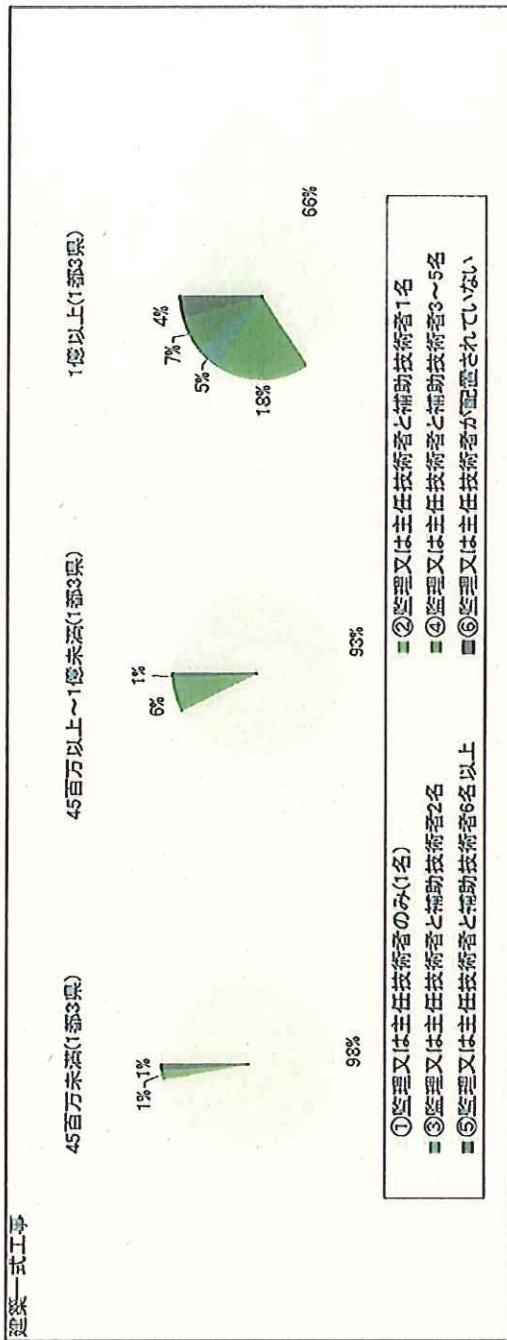 建築一式工事
45百万未満(1都3県)
1%
1%
98%
45百万以上～1億未満(1都3県)
1%
6%
93%
1億以上(1都3県)
4%
7%
5%
18%
66%
①監理又は主任技術者のみ(1名)
②監理又は主任技術者と補助技術者1名
③監理又は主任技術者と補助技術者2名
④監理又は主任技術者と補助技術者3～5名
⑤監理又は主任技術者と補助技術者6名以上
⑥監理又は主任技術者が配置されていない